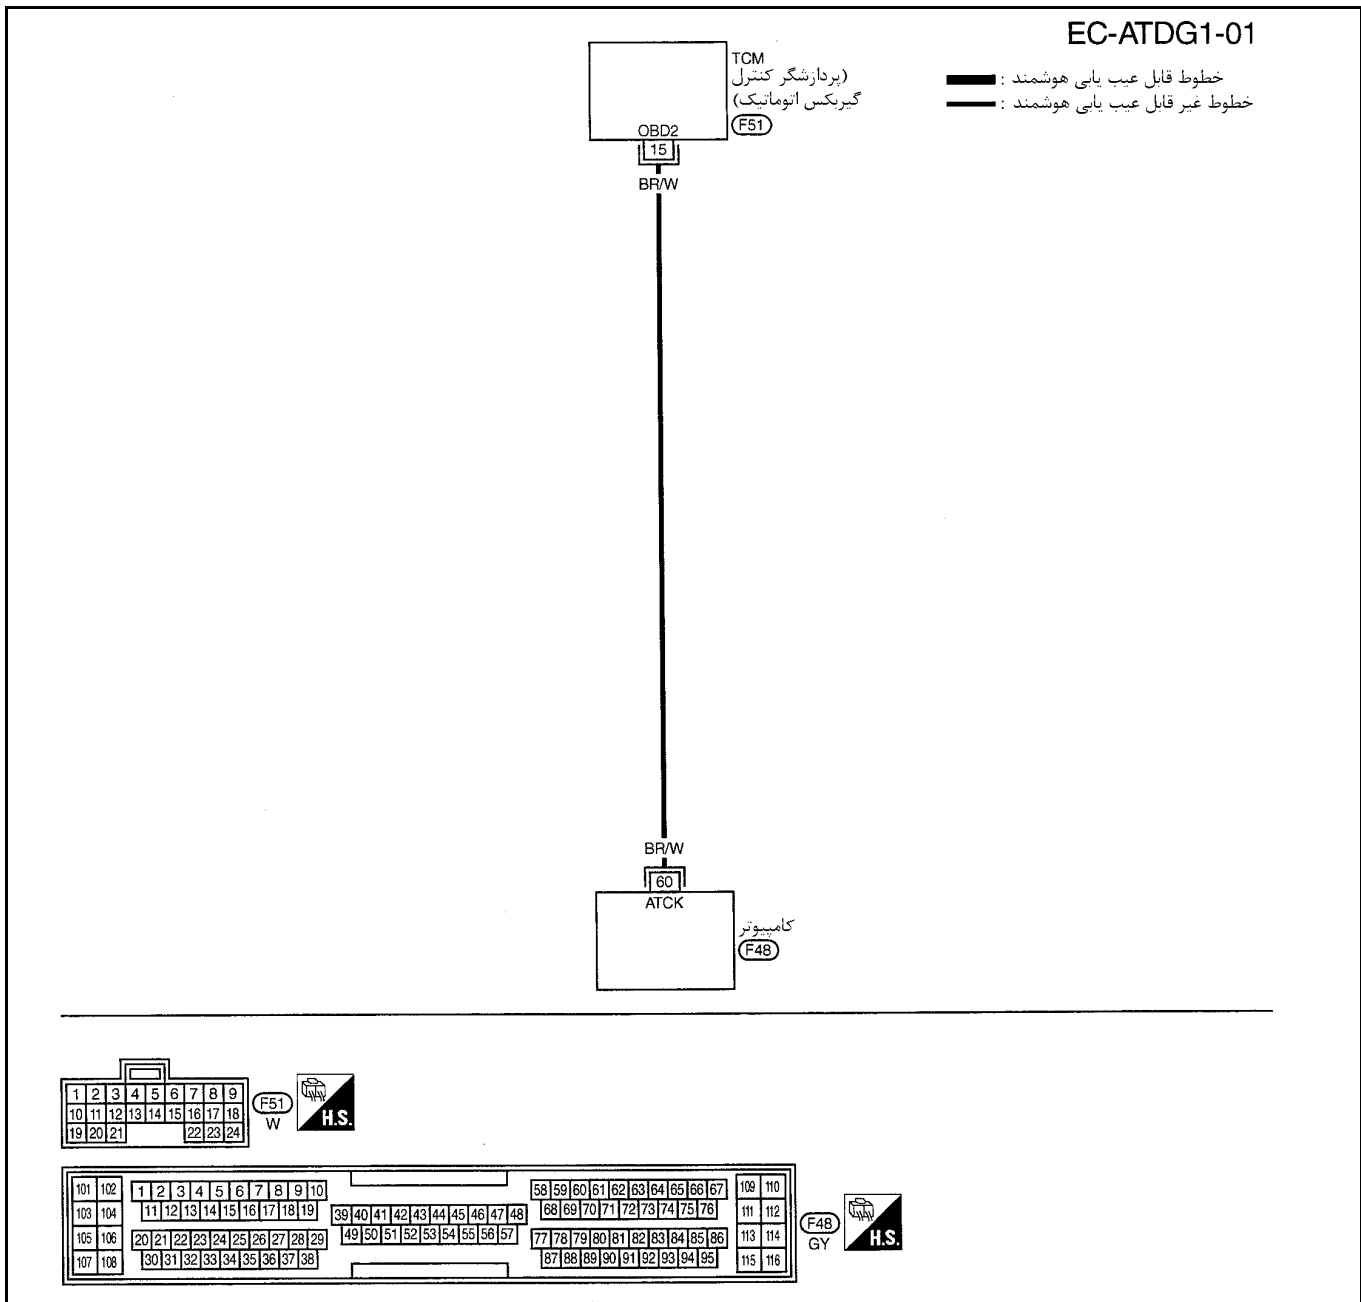 EC-ATDG1-01
خطوط قابل عیب یابی هوشمند :
خطوط غیر قابل عیب یابی هوشمند :
TCM
(پردازشگر کنترل
گیربکس اتوماتیک)
F51
OBD2
15
BR/W
BR/W
60
ATCK
کامپیوتر
F48
1 2 3 4 5 6 7 8 9
10 11 12 13 14 15 16 17 18
19 20 21 22 23 24
F51
W
H.S.
101 102
103 104
105 106
107 108
1 2 3 4 5 6 7 8 9 10
11 12 13 14 15 16 17 18 19
20 21 22 23 24 25 26 27 28 29
30 31 32 33 34 35 36 37 38
39 40 41 42 43 44 45 46 47 48
49 50 51 52 53 54 55 56 57
58 59 60 61 62 63 64 65 66 67
68 69 70 71 72 73 74 75 76
77 78 79 80 81 82 83 84 85 86
87 88 89 90 91 92 93 94 95
109 110
111 112
113 114
115 116
F48
GY
H.S.